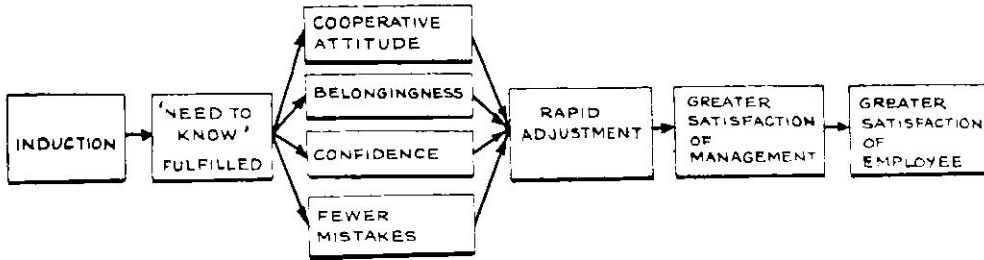 INDUCTION
'NEED TO
KNOW'
FULFILLED
COOPERATIVE
ATTITUDE
BELONGINGNESS
CONFIDENCE
FEWER
MISTAKES
RAPID
ADJUSTMENT
GREATER
SATISFACTION
OF
MANAGEMENT
GREATER
SATISFACTION
OF
EMPLOYEE